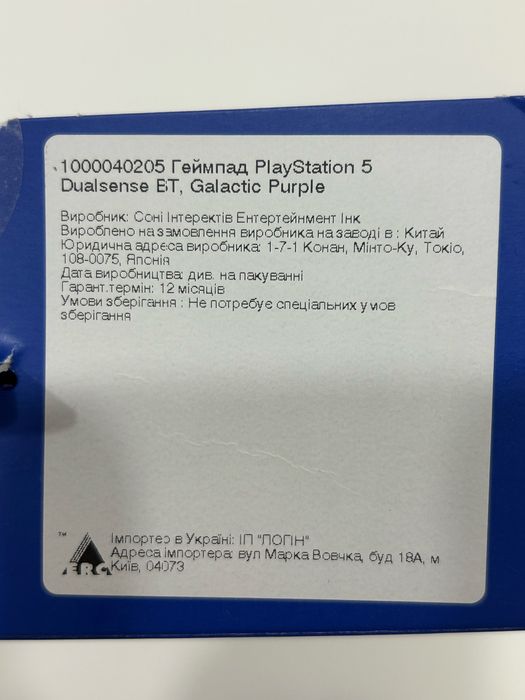 1000040205 Геймпад PlayStation 5
Dualsense BT, Galactic Purple
Виробник: Соні Інтеректів Ентертейнмент Інк
Вироблено на замовлення виробника на заводі в : Китай
Юридична адреса виробника: 1-7-1 Конан, Мінто-Ку, Токіо,
108-0075, Японія
Дата виробництва: див. на пакуванні
Гарант.термін: 12 місяців
Умови зберігання : Не потребує спеціальних умов
зберігання
™
ERC
Імпортер в Україні: ІП "ЛОГІН"
Адреса імпортера: вул Марка Вовчка, буд 18А, м
Київ, 04073